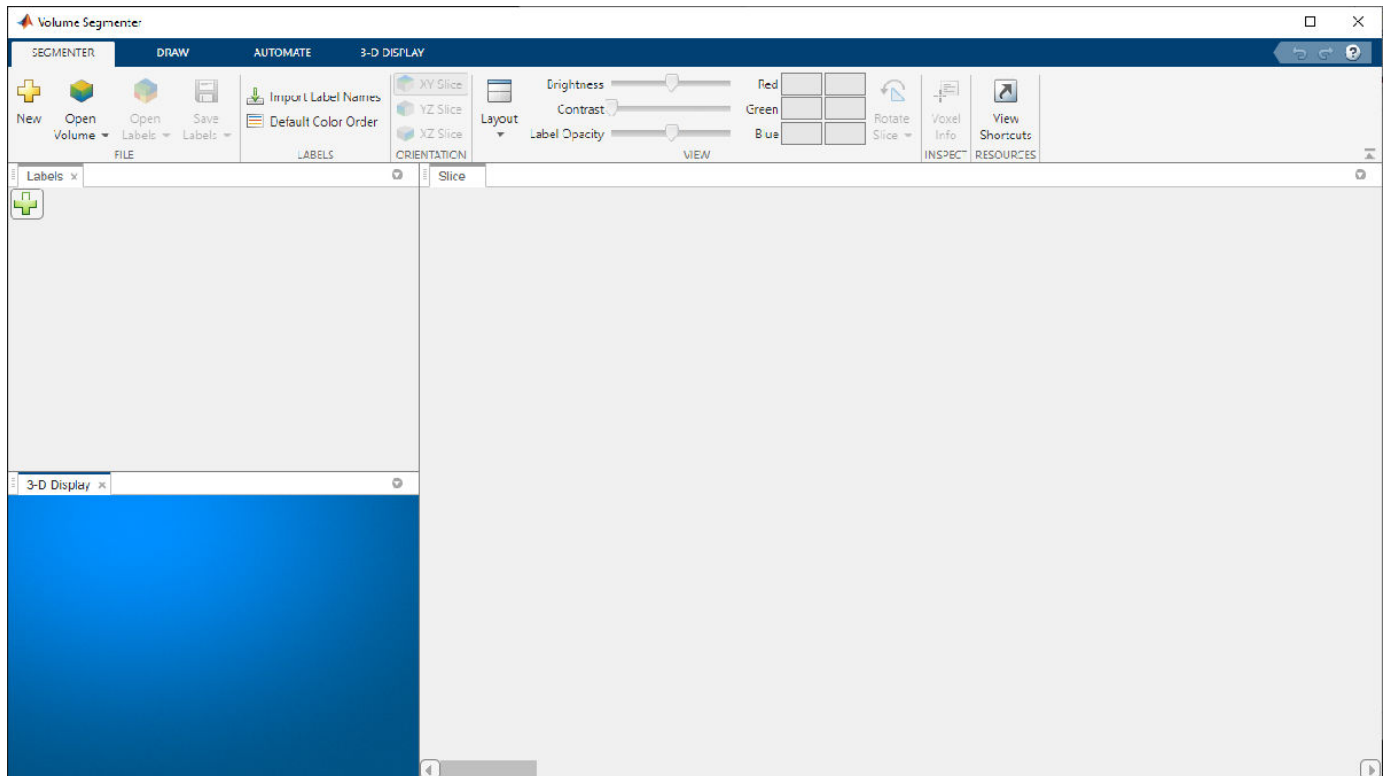 Volume Segmenter
SEGMENTER DRAW AUTOMATE 3-D DISPLAY
New
Open Volume
Open Labels
Save Labels
FILE
Import Label Names
Default Color Order
LABELS
XY Slice
YZ Slice
XZ Slice
ORIENTATION
Layout
Brightness
Contrast
Label Opacity
Red
Green
Blue
Rotate Slice
VIEW
Voxel Info
INSPECT
View Shortcuts
RESOURCES
Labels
Slice
3-D Display